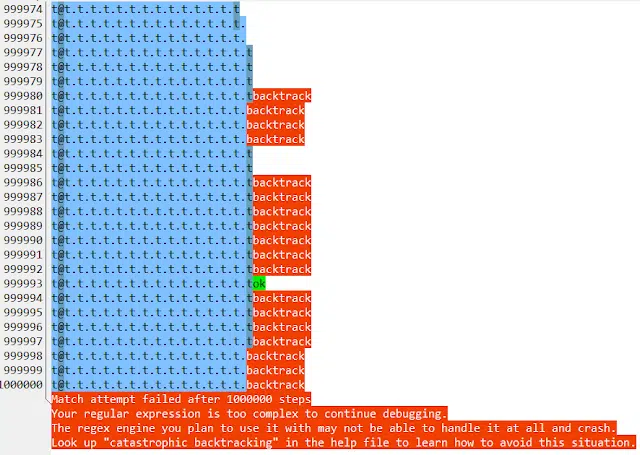 999974 t@t.t.t.t.t.t.t.t.t.t.t.t.t.t
999975 t@t.t.t.t.t.t.t.t.t.t.t.t.t.t.
999976 t@t.t.t.t.t.t.t.t.t.t.t.t.t.t.
999977 t@t.t.t.t.t.t.t.t.t.t.t.t.t.t.t
999978 t@t.t.t.t.t.t.t.t.t.t.t.t.t.t.t
999979 t@t.t.t.t.t.t.t.t.t.t.t.t.t.t.t
999980 t@t.t.t.t.t.t.t.t.t.t.t.t.t.t.tbacktrack
999981 t@t.t.t.t.t.t.t.t.t.t.t.t.t.t.backtrack
999982 t@t.t.t.t.t.t.t.t.t.t.t.t.t.t.backtrack
999983 t@t.t.t.t.t.t.t.t.t.t.t.t.t.t.backtrack
999984 t@t.t.t.t.t.t.t.t.t.t.t.t.t.t.t
999985 t@t.t.t.t.t.t.t.t.t.t.t.t.t.t.t
999986 t@t.t.t.t.t.t.t.t.t.t.t.t.t.t.tbacktrack
999987 t@t.t.t.t.t.t.t.t.t.t.t.t.t.t.tbacktrack
999988 t@t.t.t.t.t.t.t.t.t.t.t.t.t.t.tbacktrack
999989 t@t.t.t.t.t.t.t.t.t.t.t.t.t.t.tbacktrack
999990 t@t.t.t.t.t.t.t.t.t.t.t.t.t.t.tbacktrack
999991 t@t.t.t.t.t.t.t.t.t.t.t.t.t.t.tbacktrack
999992 t@t.t.t.t.t.t.t.t.t.t.t.t.t.t.tbacktrack
999993 t@t.t.t.t.t.t.t.t.t.t.t.t.t.t.tok
999994 t@t.t.t.t.t.t.t.t.t.t.t.t.t.t.tbacktrack
999995 t@t.t.t.t.t.t.t.t.t.t.t.t.t.t.tbacktrack
999996 t@t.t.t.t.t.t.t.t.t.t.t.t.t.t.tbacktrack
999997 t@t.t.t.t.t.t.t.t.t.t.t.t.t.t.tbacktrack
999998 t@t.t.t.t.t.t.t.t.t.t.t.t.t.t.backtrack
999999 t@t.t.t.t.t.t.t.t.t.t.t.t.t.t.backtrack
1000000 t@t.t.t.t.t.t.t.t.t.t.t.t.t.t.backtrack
Match attempt failed after 1000000 steps
Your regular expression is too complex to continue debugging.
The regex engine you plan to use it with may not be able to handle it at all and crash.
Look up "catastrophic backtracking" in the help file to learn how to avoid this situation.